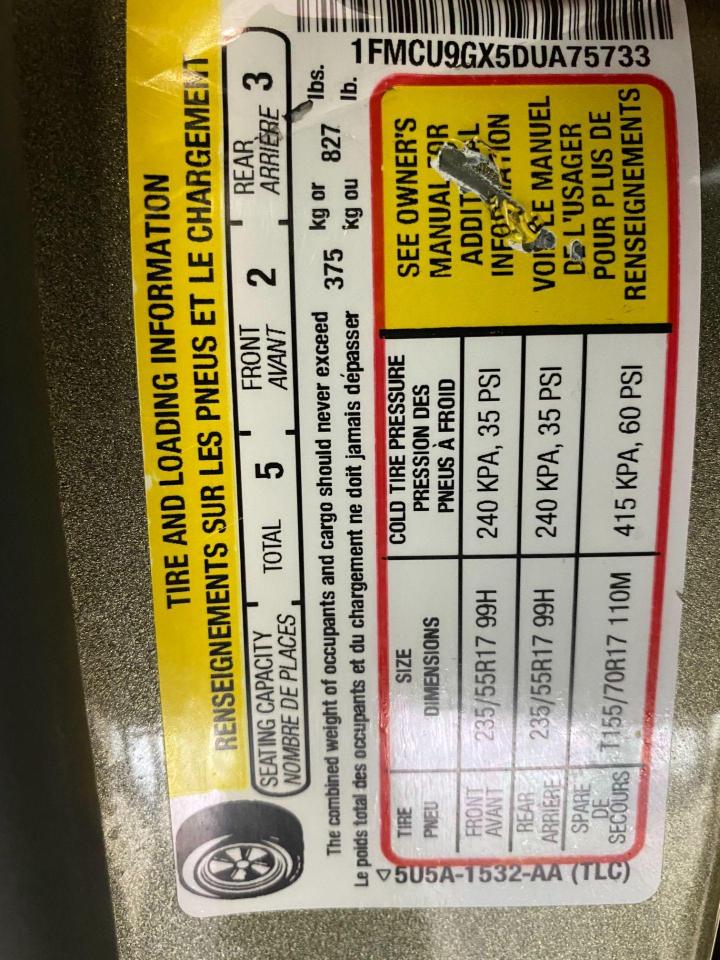 1FMCU9GX5DUA75733
TIRE AND LOADING INFORMATION
RENSEIGNEMENTS SUR LES PNEUS ET LE CHARGEMENT
SEATING CAPACITY TOTAL 5 FRONT 2 REAR 3
NOMBRE DE PLACES AVANT ARRIÈRE
The combined weight of occupants and cargo should never exceed 375 kg or 827 lbs.
Le poids total des occupants et du chargement ne doit jamais dépasser kg ou lb.
TIRE SIZE COLD TIRE PRESSURE
PNEU DIMENSIONS PRESSION DES
PNEUS À FROID
FRONT
AVANT 235/55R17 99H 240 KPA, 35 PSI
REAR
ARRIÈRE 235/55R17 99H 240 KPA, 35 PSI
SPARE
DE
SECOURS T155/70R17 110M 415 KPA, 60 PSI
SEE OWNER'S
MANUAL
VO LE MANUEL
L'USAGER
POUR PLUS DE
RENSEIGNEMENTS
5U5A-1532-AA (TLC)